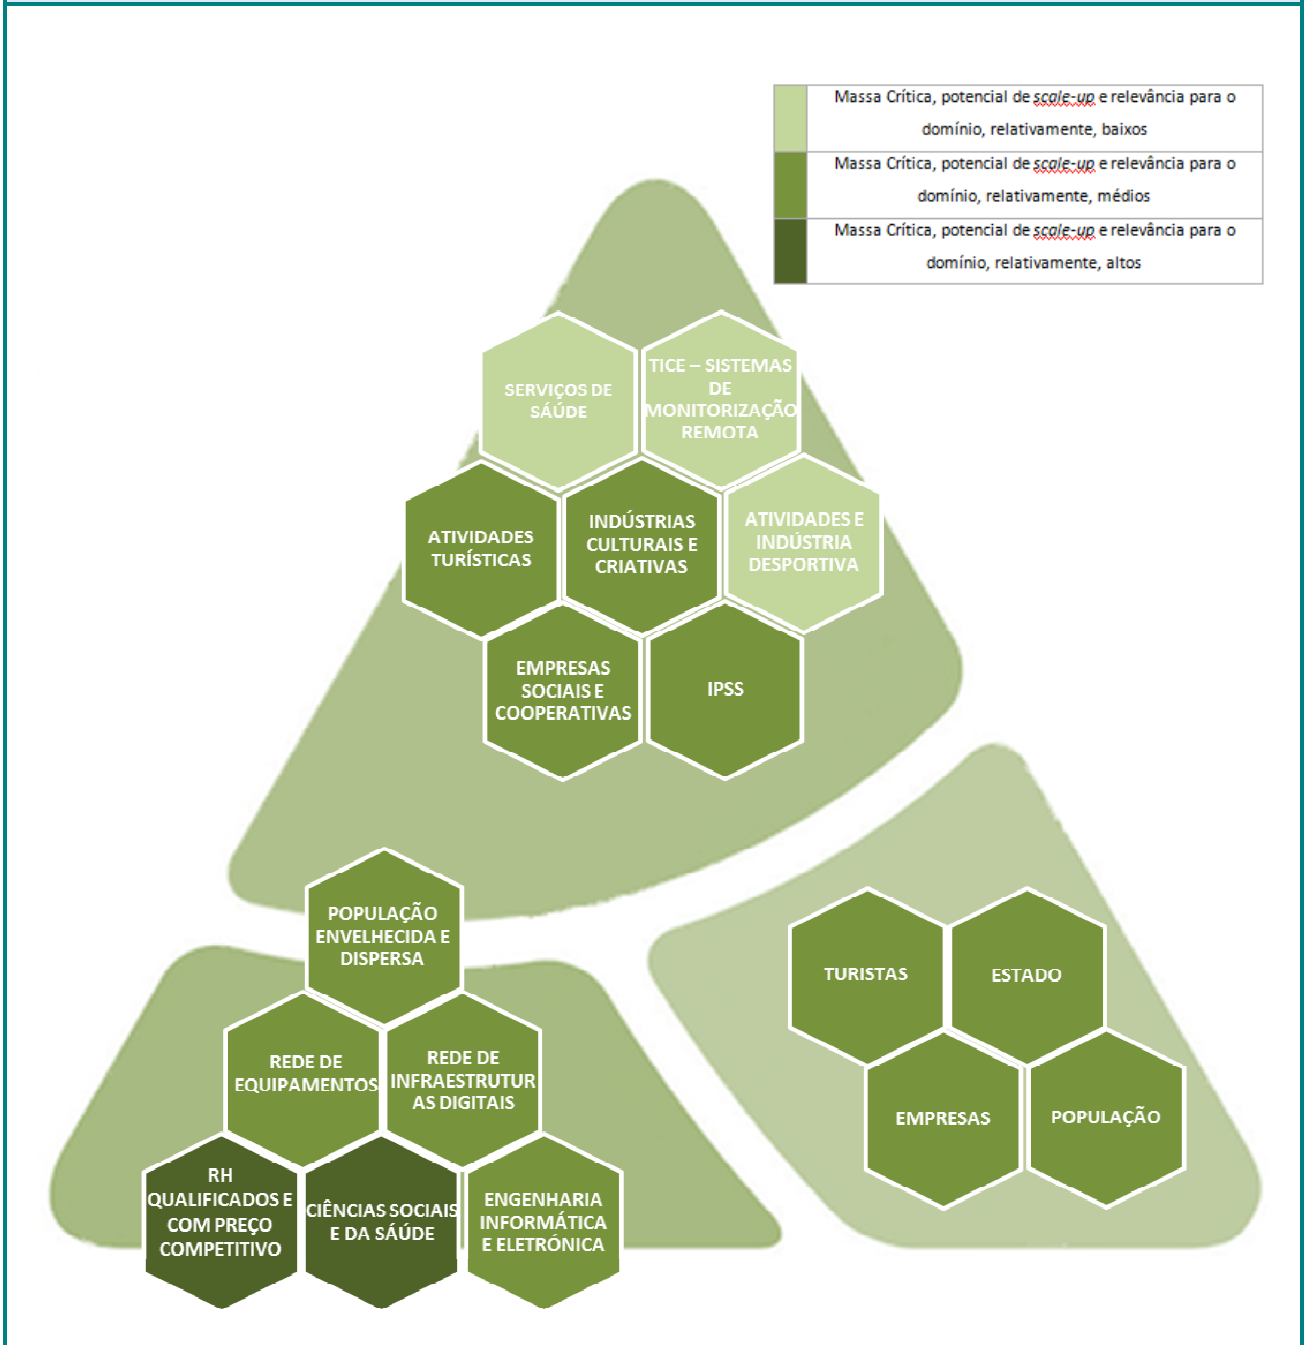 Massa Crítica, potencial de scale-up e relevância para o
domínio, relativamente, baixos
Massa Crítica, potencial de scale-up e relevância para o
domínio, relativamente, médios
Massa Crítica, potencial de scale-up e relevância para o
domínio, relativamente, altos
SERVIÇOS DE
SÁÚDE
TICE – SISTEMAS
DE
MONITORIZAÇÃO
REMOTA
ATIVIDADES
TURÍSTICAS
INDÚSTRIAS
CULTURAIS E
CRIATIVAS
ATIVIDADES E
INDÚSTRIA
DESPORTIVA
EMPRESAS
SOCIAIS E
COOPERATIVAS
IPSS
POPULAÇÃO
ENVELHECIDA E
DISPERSA
REDE DE
EQUIPAMENTOS
REDE DE
INFRAESTRUTUR
AS DIGITAIS
RH
QUALIFICADOS E
COM PREÇO
COMPETITIVO
CIÊNCIAS SOCIAIS
E DA SÁÚDE
ENGENHARIA
INFORMÁTICA
E ELETRÓNICA
TURISTAS
ESTADO
EMPRESAS
POPULAÇÃO